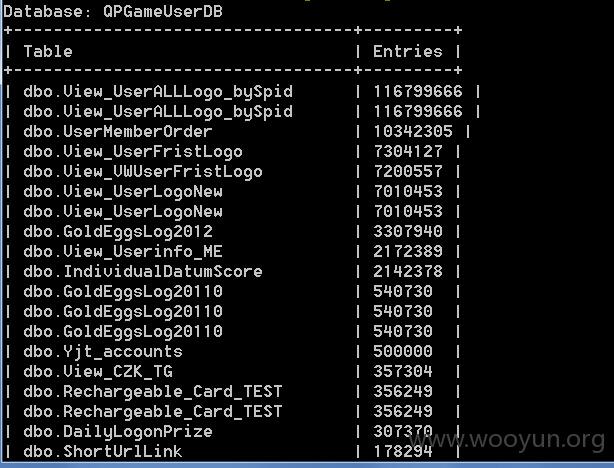 Database: QPGameUserDB
+----------------------------------+---------+
| Table                            | Entries |
+----------------------------------+---------+
| dbo.View_UserALLLogo_bySpid      | 116799666 |
| dbo.View_UserALLLogo_bySpid      | 116799666 |
| dbo.UserMemberOrder              | 10342305 |
| dbo.View_UserFristLogo           | 7304127 |
| dbo.View_VWUserFristLogo         | 7200557 |
| dbo.View_UserLogoNew             | 7010453 |
| dbo.View_UserLogoNew             | 7010453 |
| dbo.GoldEggsLog2012              | 3307940 |
| dbo.View_Userinfo_ME             | 2172389 |
| dbo.IndividualDatumScore         | 2142378 |
| dbo.GoldEggsLog20110             | 540730  |
| dbo.GoldEggsLog20110             | 540730  |
| dbo.GoldEggsLog20110             | 540730  |
| dbo.Yjt_accounts                 | 500000  |
| dbo.View_CZK_TG                  | 357304  |
| dbo.Rechargeable_Card_TEST       | 356249  |
| dbo.Rechargeable_Card_TEST       | 356249  |
| dbo.DailyLogonPrize              | 307370  |
| dbo.ShortUrlLink                 | 178294  |
www.wooyun.org